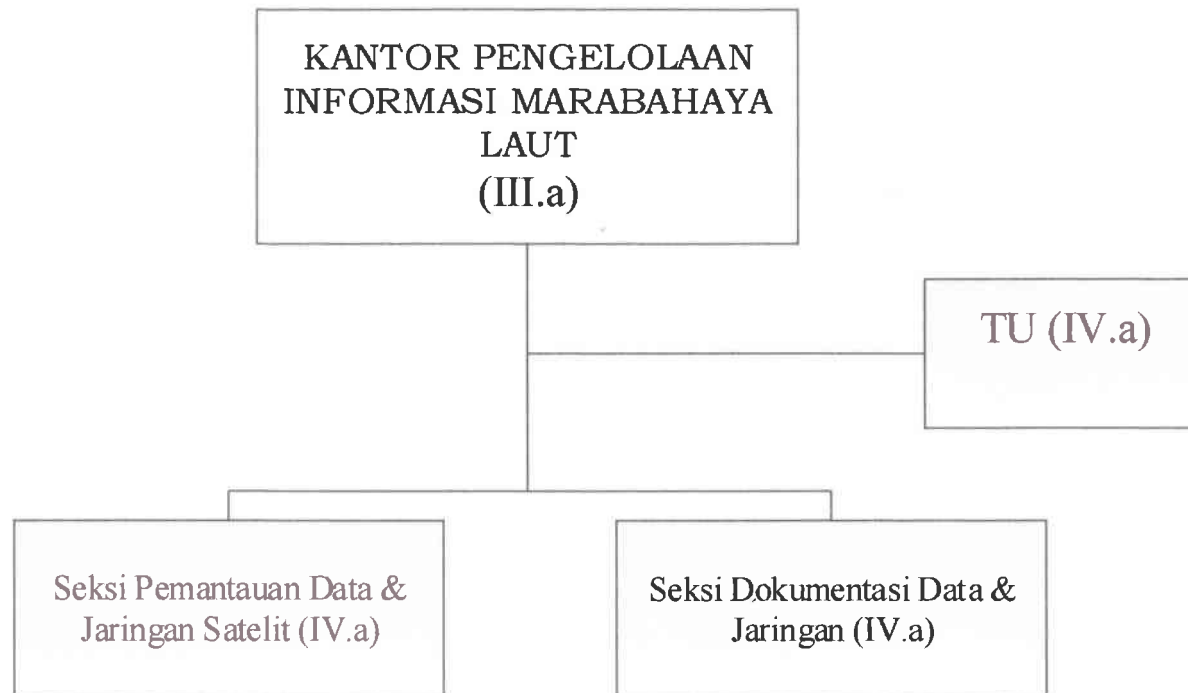 KANTOR PENGELOLAAN
INFORMASI MARABAHAYA
LAUT
(III.a)
TU (IV.a)
Seksi Pemantauan Data &
Jaringan Satelit (IV.a)
Seksi Dokumentasi Data &
Jaringan (IV.a)